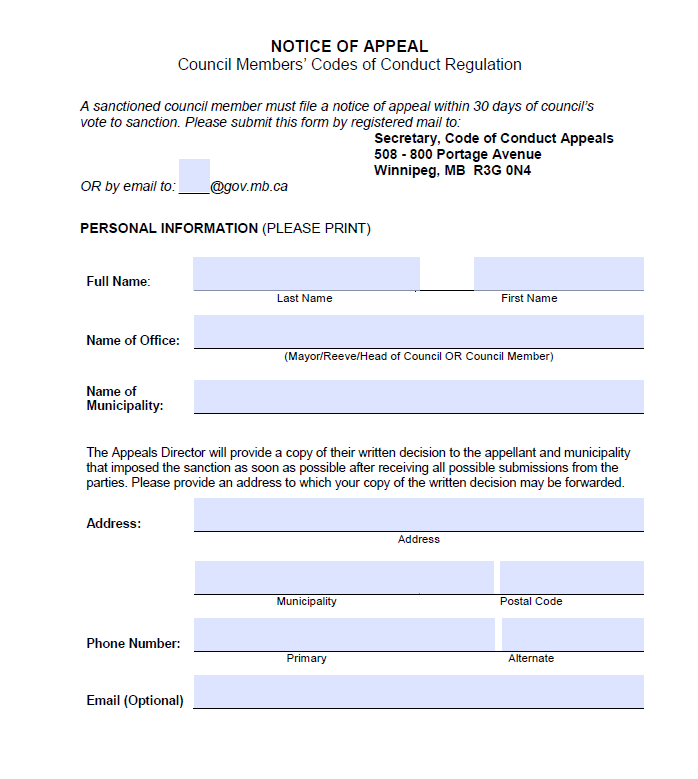 NOTICE OF APPEAL
Council Members' Codes of Conduct Regulation
A sanctioned council member must file a notice of appeal within 30 days of council's
vote to sanction. Please submit this form by registered mail to:
Secretary, Code of Conduct Appeals
508 - 800 Portage Avenue
Winnipeg, MB R3G 0N4
OR by email to: ____@gov.mb.ca
PERSONAL INFORMATION (PLEASE PRINT)
Full Name:
Last Name First Name
Name of Office:
(Mayor/Reeve/Head of Council OR Council Member)
Name of
Municipality:
The Appeals Director will provide a copy of their written decision to the appellant and municipality
that imposed the sanction as soon as possible after receiving all possible submissions from the
parties. Please provide an address to which your copy of the written decision may be forwarded.
Address:
Address
Municipality Postal Code
Phone Number:
Primary Alternate
Email (Optional)